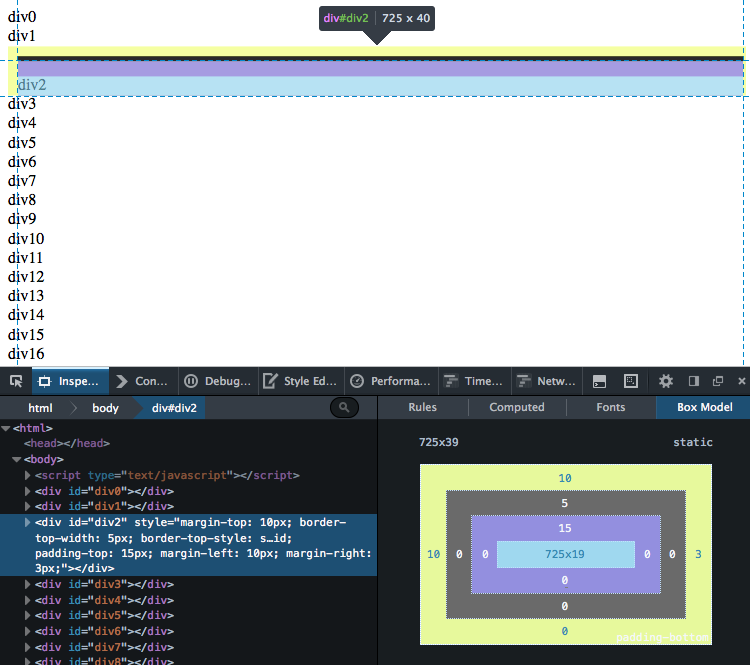 div#div2 725 x 40
div0
div1
div2
div3
div4
div5
div6
div7
div8
div9
div10
div11
div12
div13
div14
div15
div16
Inspe... Con... Debug... Style Ed... Performa... Time... Netw...
html body div#div2
Rules Computed Fonts Box Model
<html>
<head></head>
<body>
<script type="text/javascript"></script>
<div id="div0"></div>
<div id="div1"></div>
<div id="div2" style="margin-top: 10px; border-
top-width: 5px; border-top-style: s…id;
padding-top: 15px; margin-left: 10px; margin-right:
3px;"></div>
<div id="div3"></div>
<div id="div4"></div>
<div id="div5"></div>
<div id="div6"></div>
<div id="div7"></div>
<div id="div8"></div>
725x39 static
10
5
15
10 0 0 725x19 0 0 3
0
0
0
padding-bottom